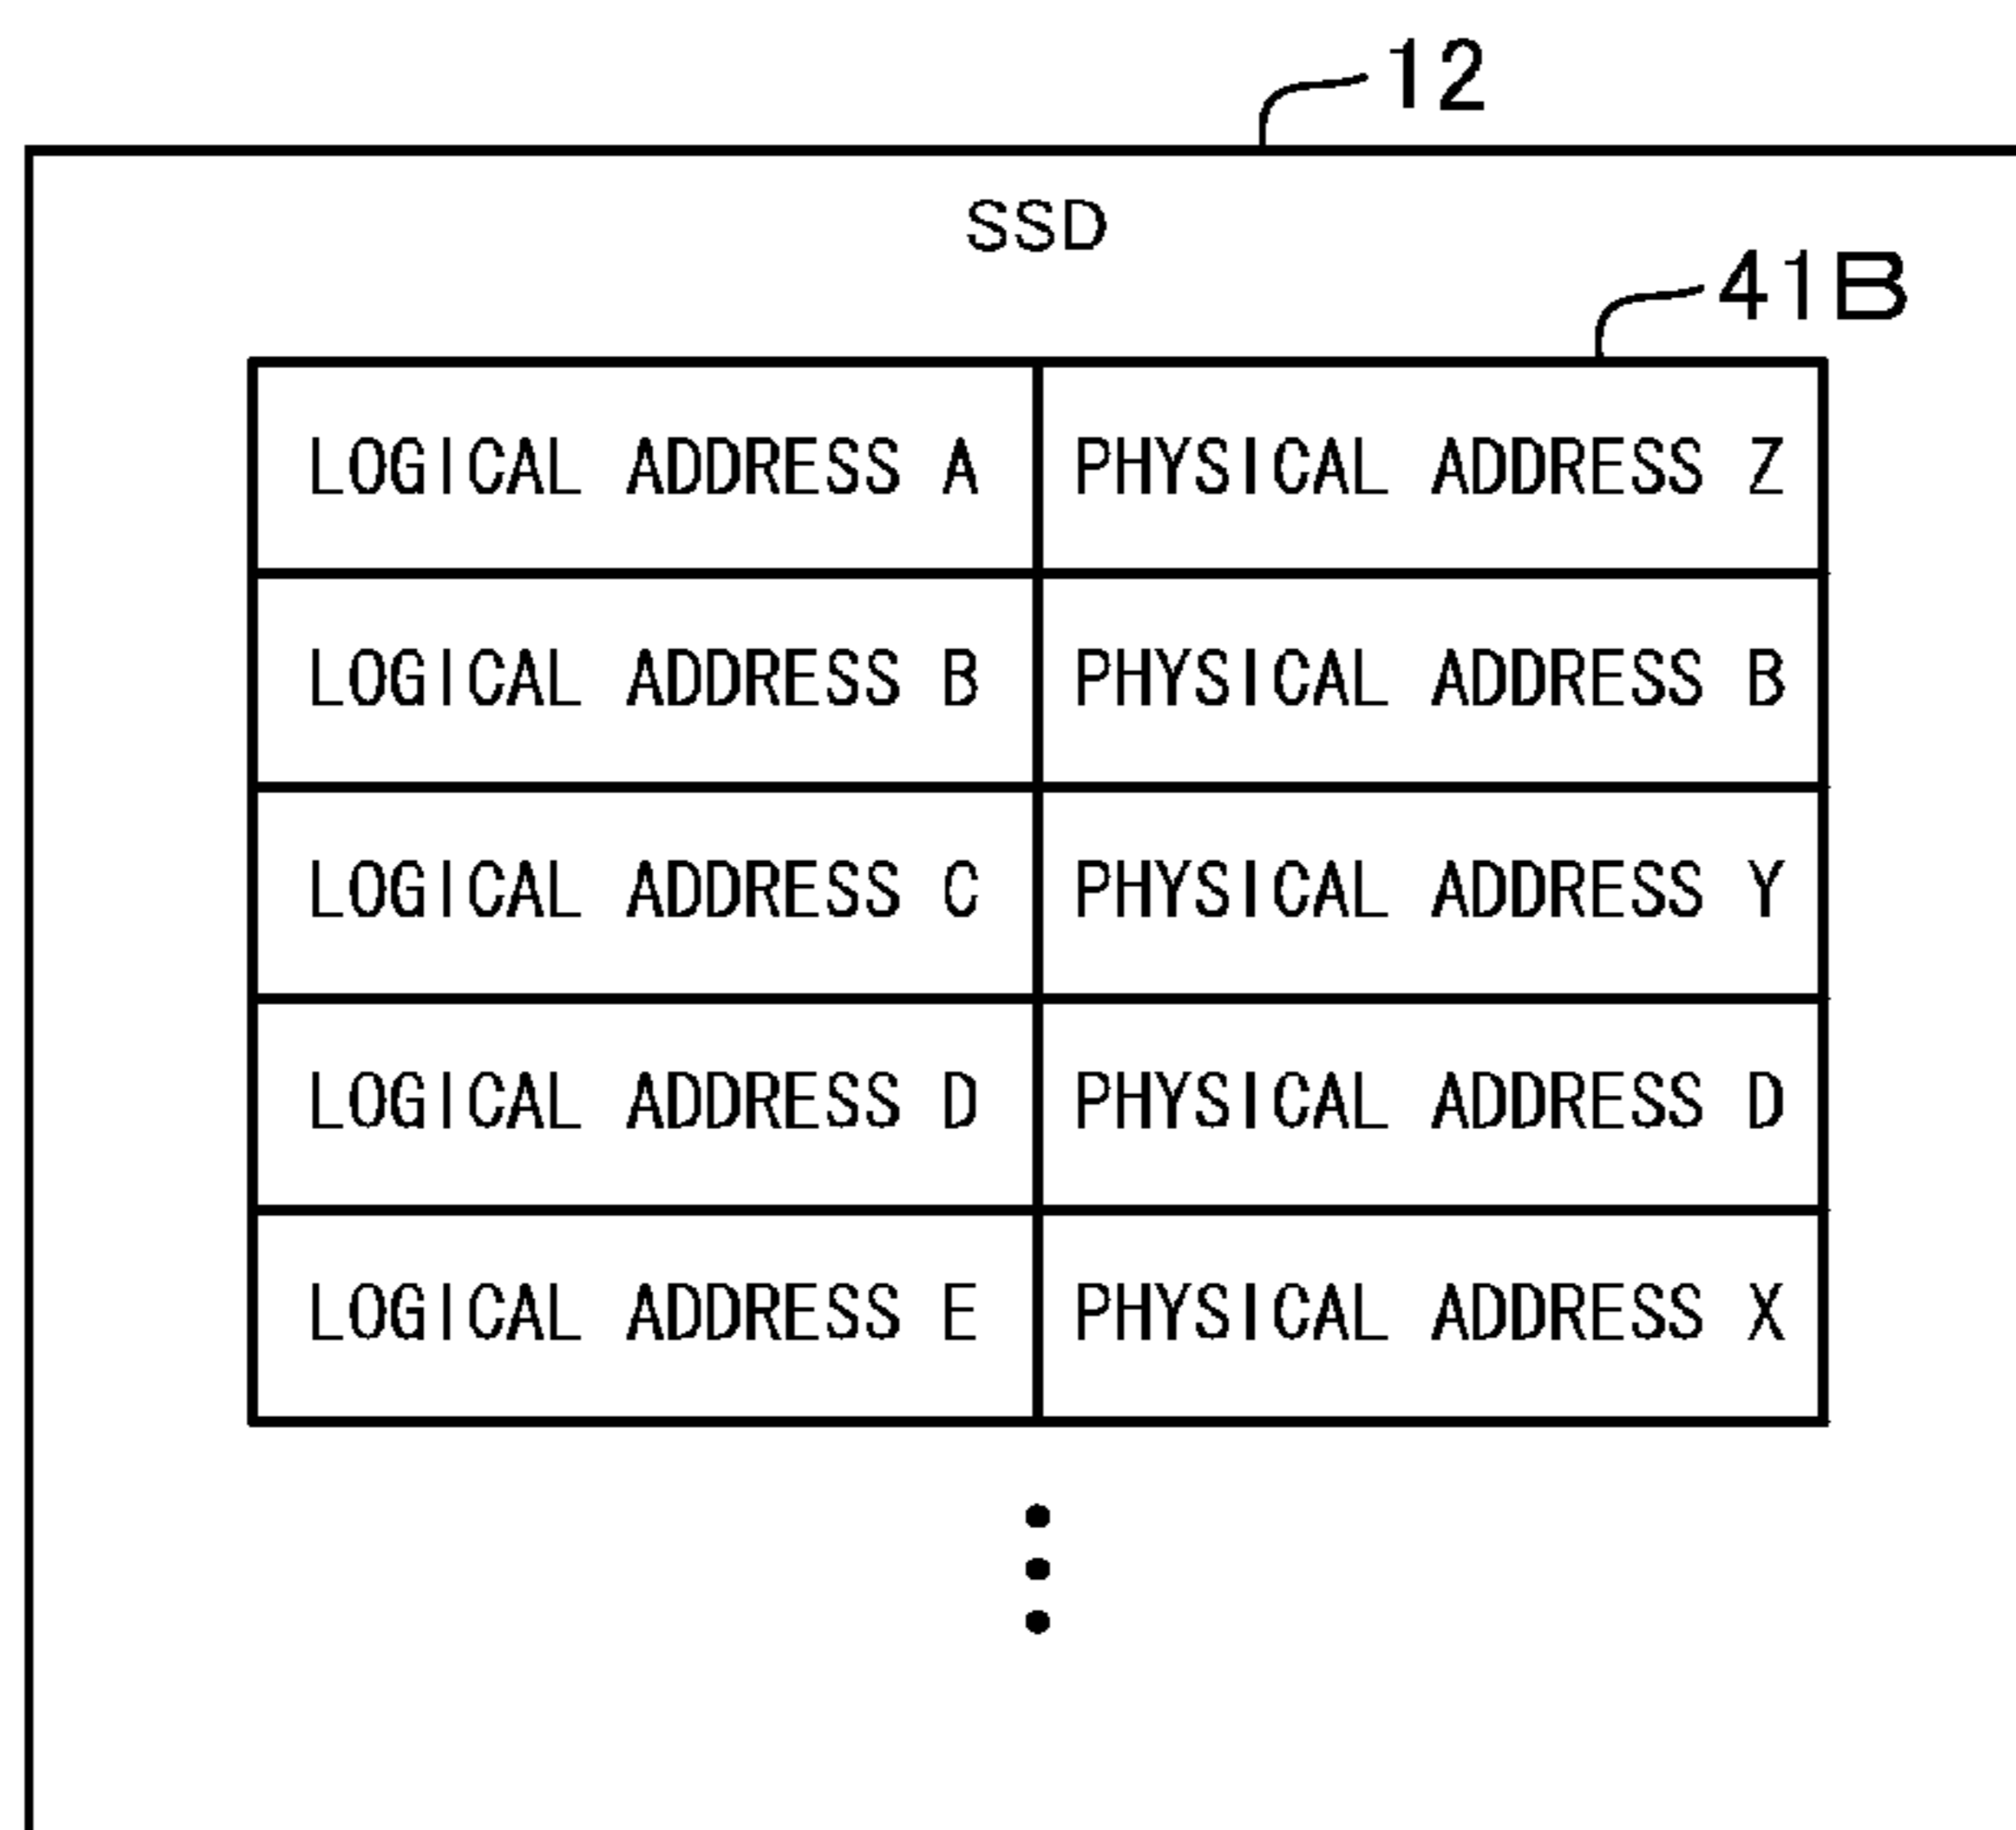 12
SSD
41B
LOGICAL ADDRESS A PHYSICAL ADDRESS Z
LOGICAL ADDRESS B PHYSICAL ADDRESS B
LOGICAL ADDRESS C PHYSICAL ADDRESS Y
LOGICAL ADDRESS D PHYSICAL ADDRESS D
LOGICAL ADDRESS E PHYSICAL ADDRESS X